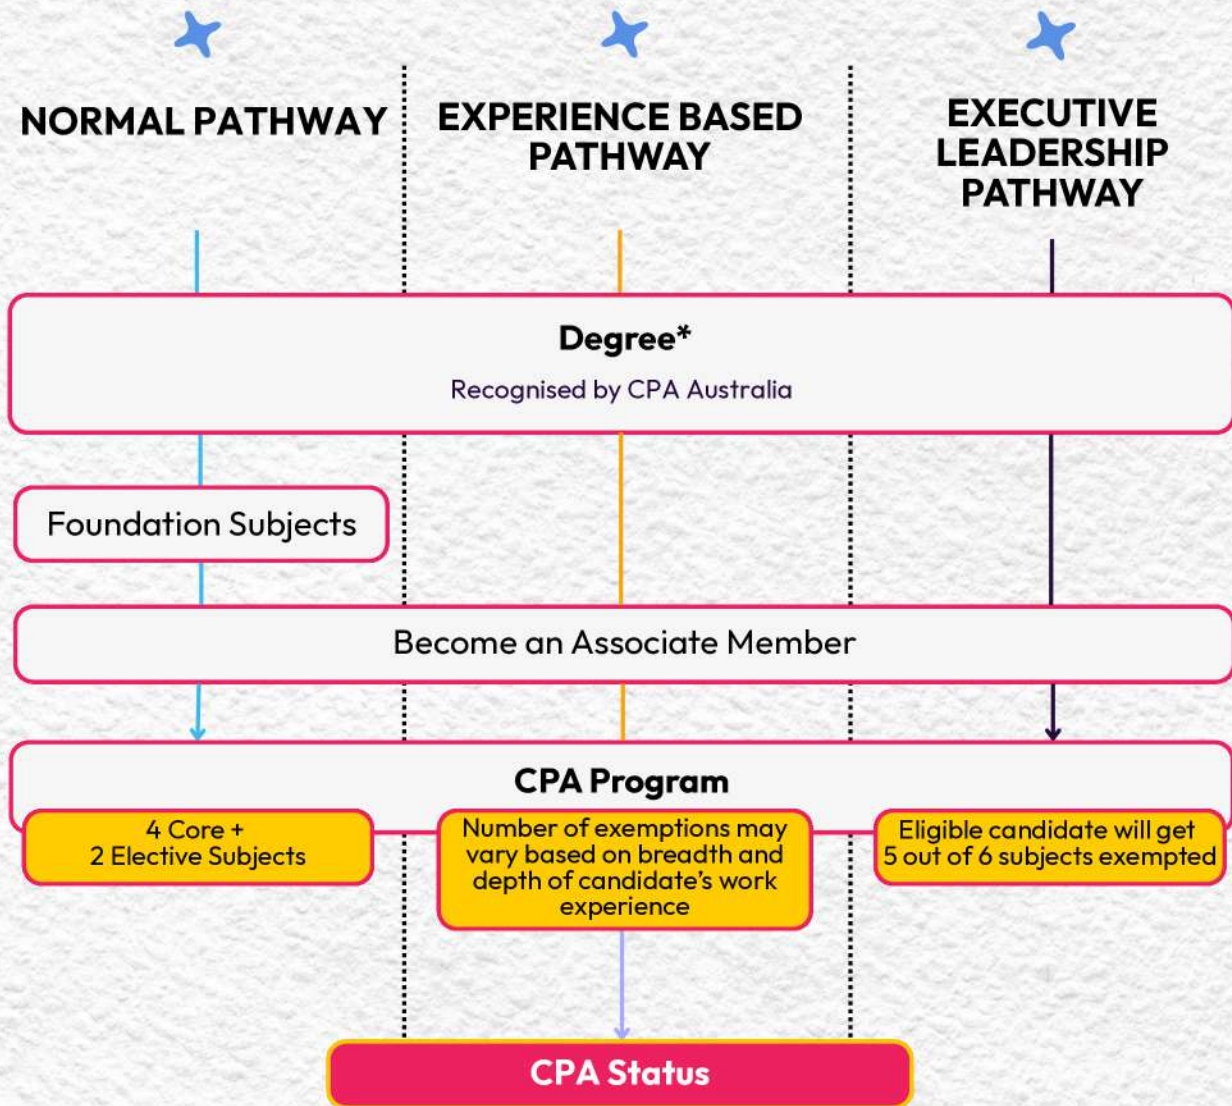 NORMAL PATHWAY
EXPERIENCE BASED
PATHWAY
EXECUTIVE
LEADERSHIP
PATHWAY
Degree*
Recognised by CPA Australia
Foundation Subjects
Become an Associate Member
CPA Program
4 Core +
2 Elective Subjects
Number of exemptions may
vary based on breadth and
depth of candidate's work
experience
Eligible candidate will get
5 out of 6 subjects exempted
CPA Status